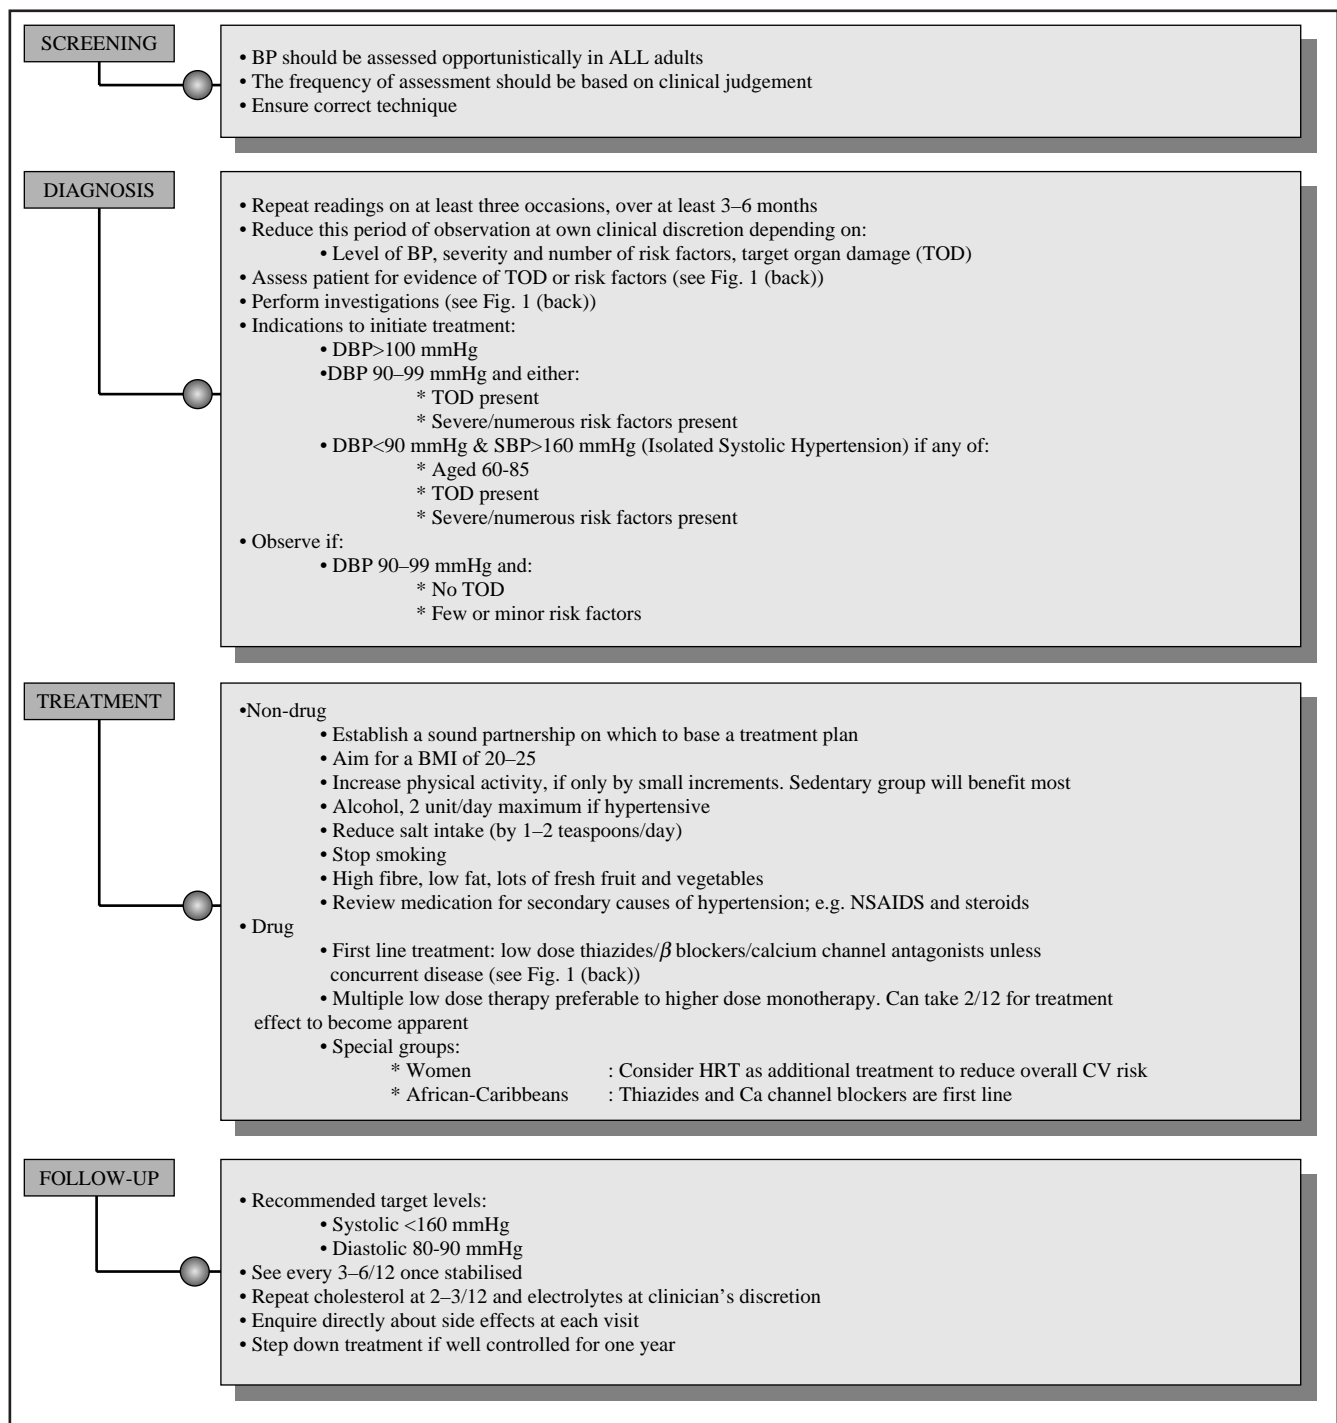 SCREENING
• BP should be assessed opportunistically in ALL adults
• The frequency of assessment should be based on clinical judgement
• Ensure correct technique
DIAGNOSIS
• Repeat readings on at least three occasions, over at least 3–6 months
• Reduce this period of observation at own clinical discretion depending on:
• Level of BP, severity and number of risk factors, target organ damage (TOD)
• Assess patient for evidence of TOD or risk factors (see Fig. 1 (back))
• Perform investigations (see Fig. 1 (back))
• Indications to initiate treatment:
• DBP>100 mmHg
•DBP 90–99 mmHg and either:
* TOD present
* Severe/numerous risk factors present
• DBP<90 mmHg & SBP>160 mmHg (Isolated Systolic Hypertension) if any of:
* Aged 60-85
* TOD present
* Severe/numerous risk factors present
• Observe if:
• DBP 90–99 mmHg and:
* No TOD
* Few or minor risk factors
TREATMENT
•Non-drug
• Establish a sound partnership on which to base a treatment plan
• Aim for a BMI of 20–25
• Increase physical activity, if only by small increments. Sedentary group will benefit most
• Alcohol, 2 unit/day maximum if hypertensive
• Reduce salt intake (by 1–2 teaspoons/day)
• Stop smoking
• High fibre, low fat, lots of fresh fruit and vegetables
• Review medication for secondary causes of hypertension; e.g. NSAIDS and steroids
• Drug
• First line treatment: low dose thiazides/β blockers/calcium channel antagonists unless
concurrent disease (see Fig. 1 (back))
• Multiple low dose therapy preferable to higher dose monotherapy. Can take 2/12 for treatment
effect to become apparent
• Special groups:
* Women : Consider HRT as additional treatment to reduce overall CV risk
* African-Caribbeans : Thiazides and Ca channel blockers are first line
FOLLOW-UP
• Recommended target levels:
• Systolic <160 mmHg
• Diastolic 80-90 mmHg
• See every 3–6/12 once stabilised
• Repeat cholesterol at 2–3/12 and electrolytes at clinician's discretion
• Enquire directly about side effects at each visit
• Step down treatment if well controlled for one year